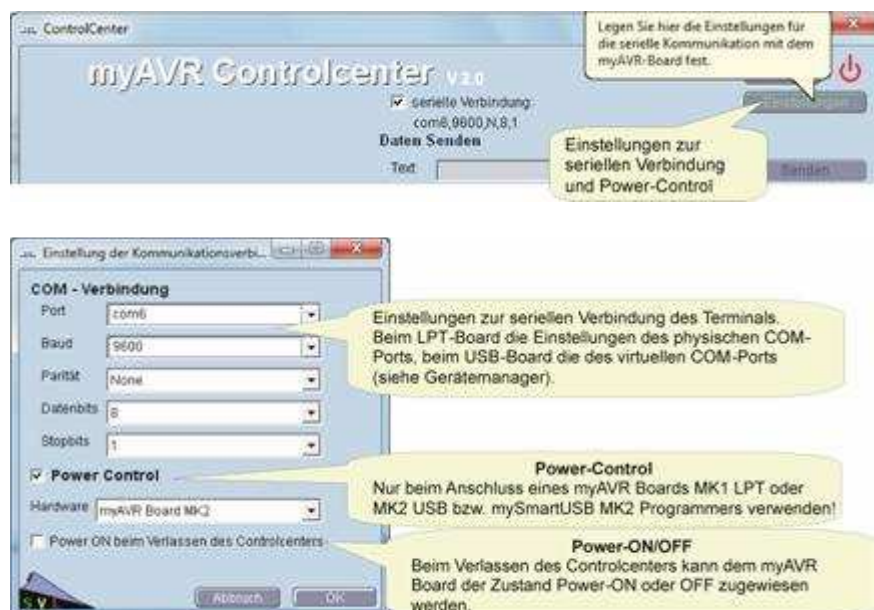 ControlCenter
Legen Sie hier die Einstellungen für
die serielle Kommunikation mit dem
myAVR-Board fest.
myAVR Controlcenter V 2.0
serielle Verbindung:
com6,9600,N,8,1
Einstellungen
Daten Senden
Text
Senden
Einstellungen zur
seriellen Verbindung
und Power-Control
Einstellung der Kommunikationsverbi...
COM - Verbindung
Port com6
Baud 9600
Parität None
Datenbits 8
Stopbits 1
Einstellungen zur seriellen Verbindung des Terminals.
Beim LPT-Board die Einstellungen des physischen COM-
Ports, beim USB-Board die des virtuellen COM-Ports
(siehe Gerätemanager).
Power Control
Hardware myAVR Board MK2
Power ON beim Verlassen des Controlcenters
Power-Control
Nur beim Anschluss eines myAVR Boards MK1 LPT oder
MK2 USB bzw. mySmartUSB MK2 Programmers verwenden!
Power-ON/OFF
Beim Verlassen des Controlcenters kann dem myAVR
Board der Zustand Power-ON oder OFF zugewiesen
werden.
Abbruch OK